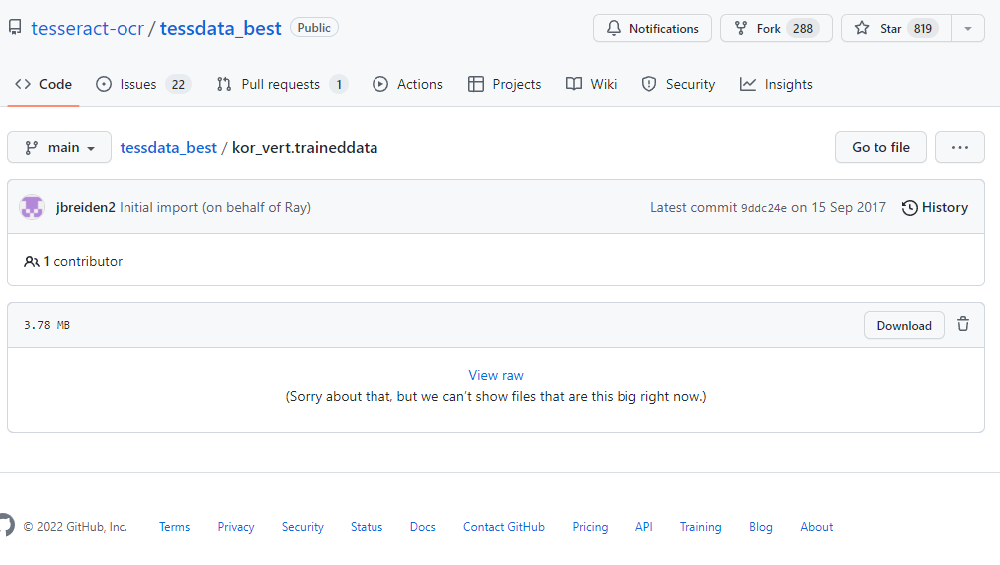 tesseract-ocr / tessdata_best Public Notifications Fork 288 Star 819
Code Issues 22 Pull requests 1 Actions Projects Wiki Security Insights
main tessdata_best / kor_vert.traineddata Go to file ...
jbreiden2 Initial import (on behalf of Ray) Latest commit 9ddc24e on 15 Sep 2017 History
1 contributor
3.78 MB Download
View raw
(Sorry about that, but we can't show files that are this big right now.)
© 2022 GitHub, Inc. Terms Privacy Security Status Docs Contact GitHub Pricing API Training Blog About